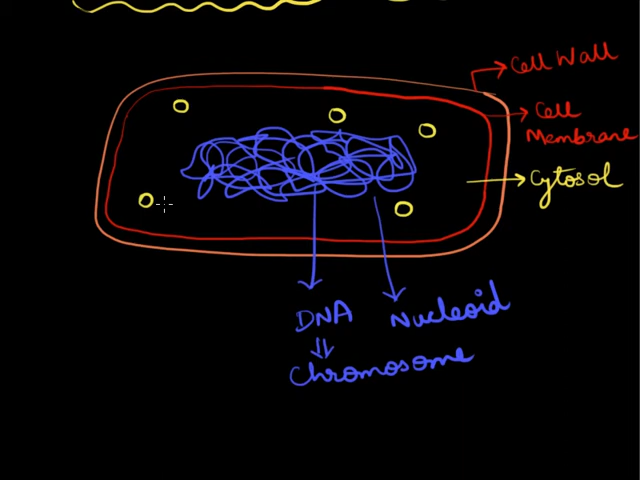 Cell Wall
Cell
Membrane
Cytosol
DNA
Nucleoid
Chromosome